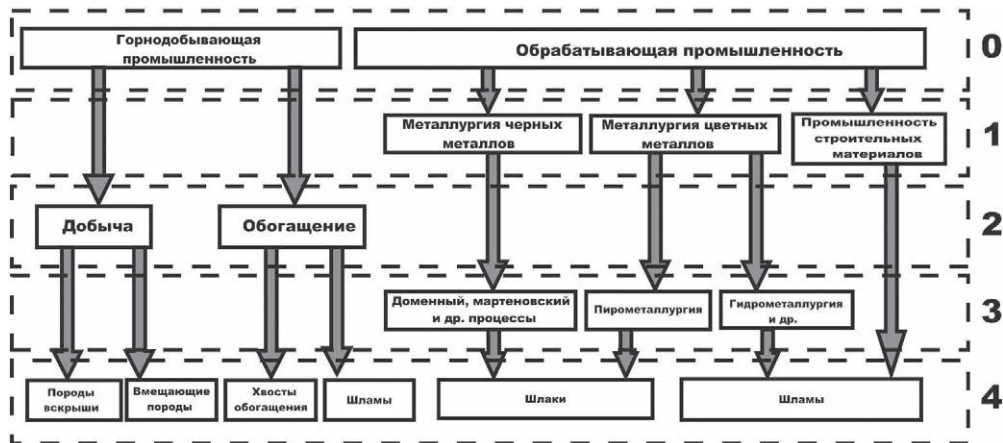 Горнодобывающая
промышленность
Обрабатывающая промышленность
0
Металлургия черных
металлов
Металлургия цветных
металлов
Промышленность
строительных
материалов
1
Добыча
Обогащение
2
Доменный, мартеновский
и др. процессы
Пирометаллургия
Гидрометаллургия
и др.
3
Породы
вскрыши
Вмещающие
породы
Хвосты
обогащения
Шламы
Шлаки
Шламы
4